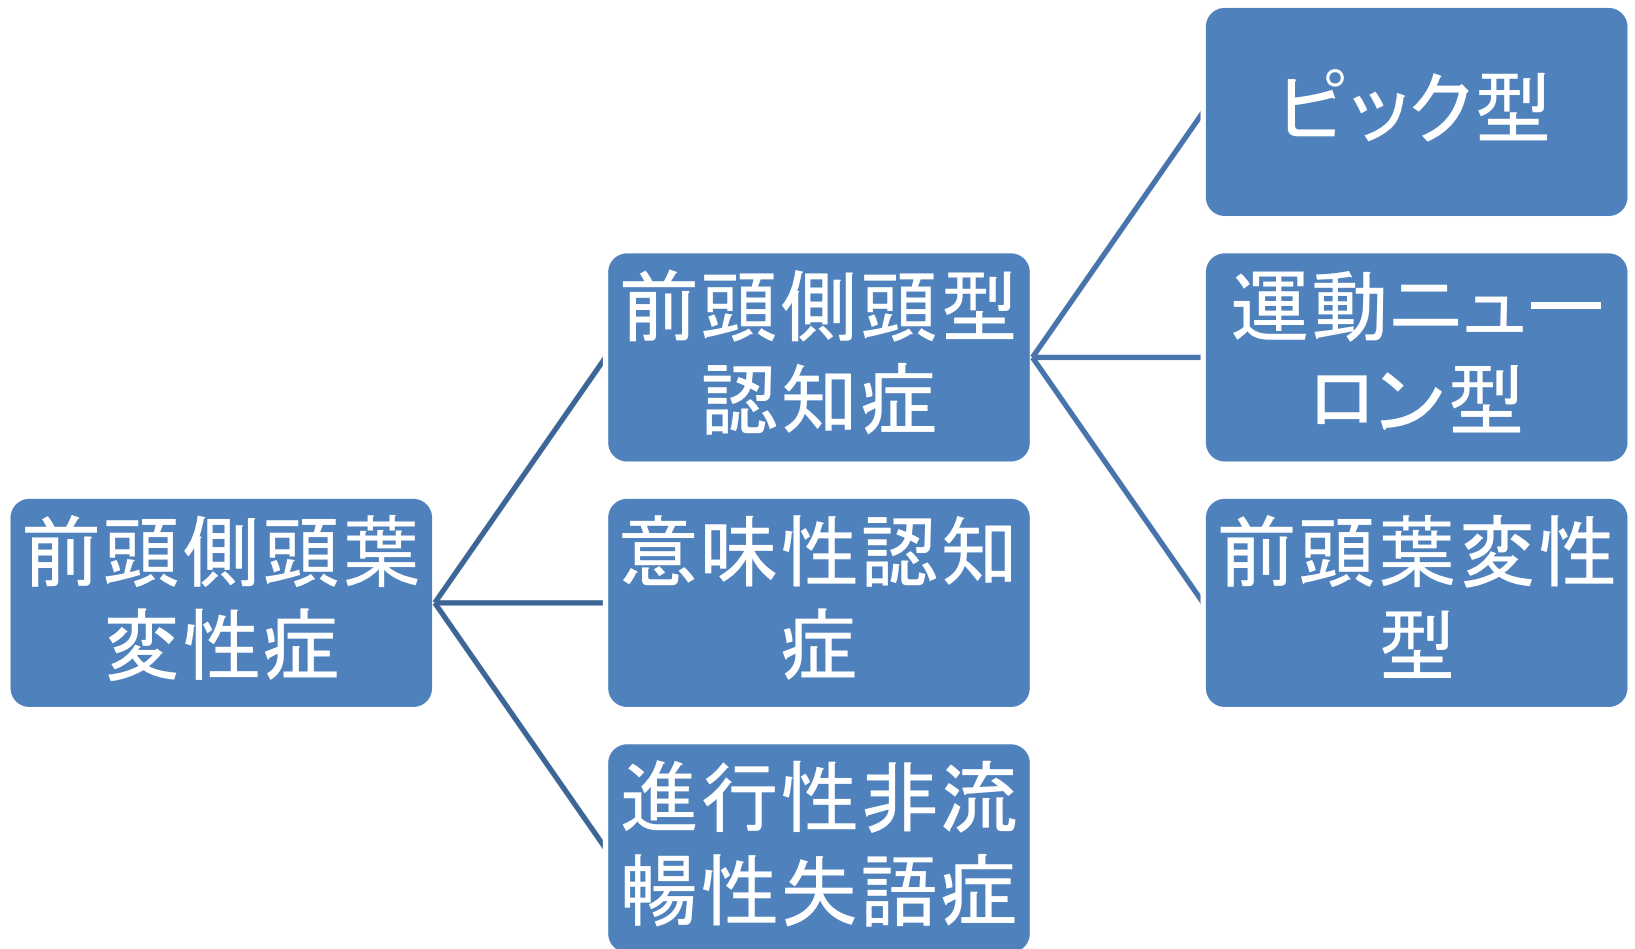 ピック型
前頭側頭型
認知症
運動ニュー
ロン型
前頭側頭葉
変性症
意味性認知
症
前頭葉変性
型
進行性非流
暢性失語症